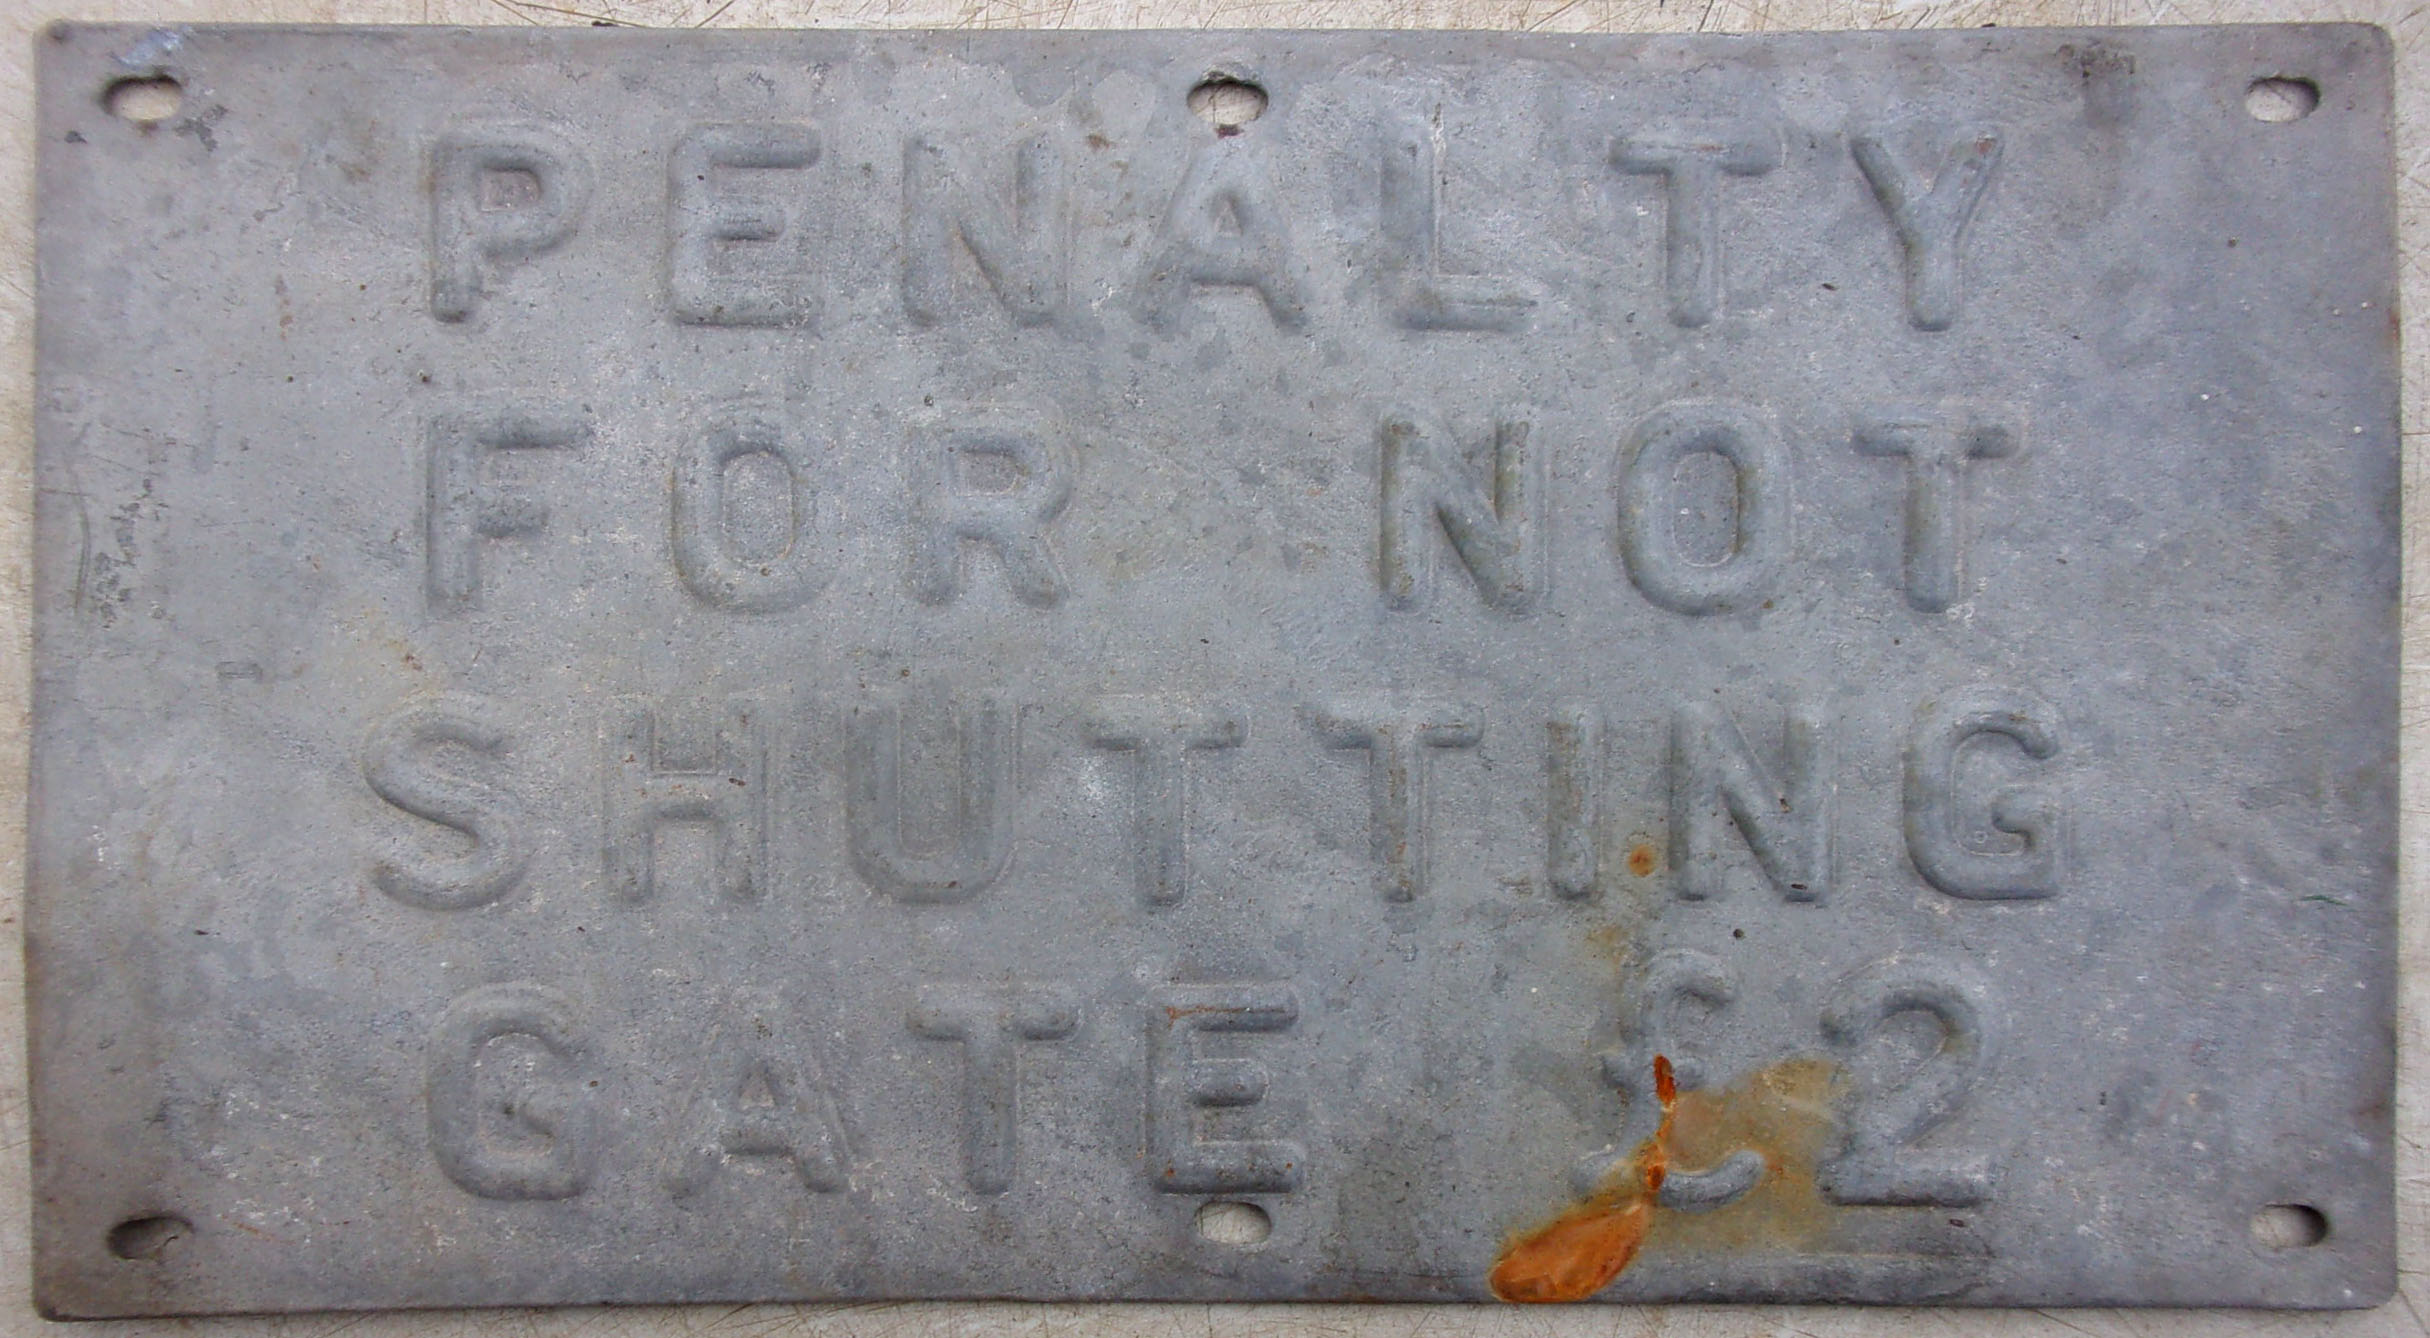 PENALTY
FOR NOT
SHUTTING
GATE £2